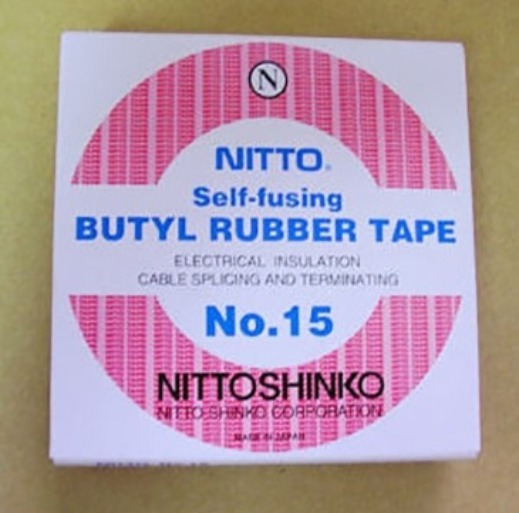 N
NITTO®
Self-fusing
BUTYL RUBBER TAPE
ELECTRICAL INSULATION
CABLE SPLICING AND TERMINATING
No.15
NITTOSHINKO
NITTO SHINKO CORPORATION
MADE IN JAPAN